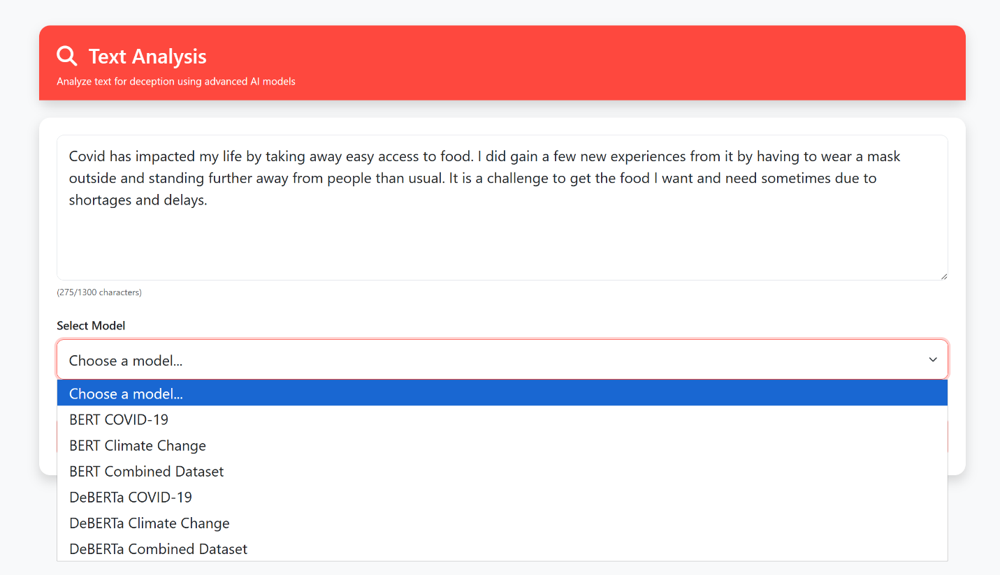 Text Analysis
Analyze text for deception using advanced AI models
Covid has impacted my life by taking away easy access to food. I did gain a few new experiences from it by having to wear a mask
outside and standing further away from people than usual. It is a challenge to get the food I want and need sometimes due to
shortages and delays.
(275/1300 characters)
Select Model
Choose a model...
Choose a model...
BERT COVID-19
BERT Climate Change
BERT Combined Dataset
DeBERTa COVID-19
DeBERTa Climate Change
DeBERTa Combined Dataset